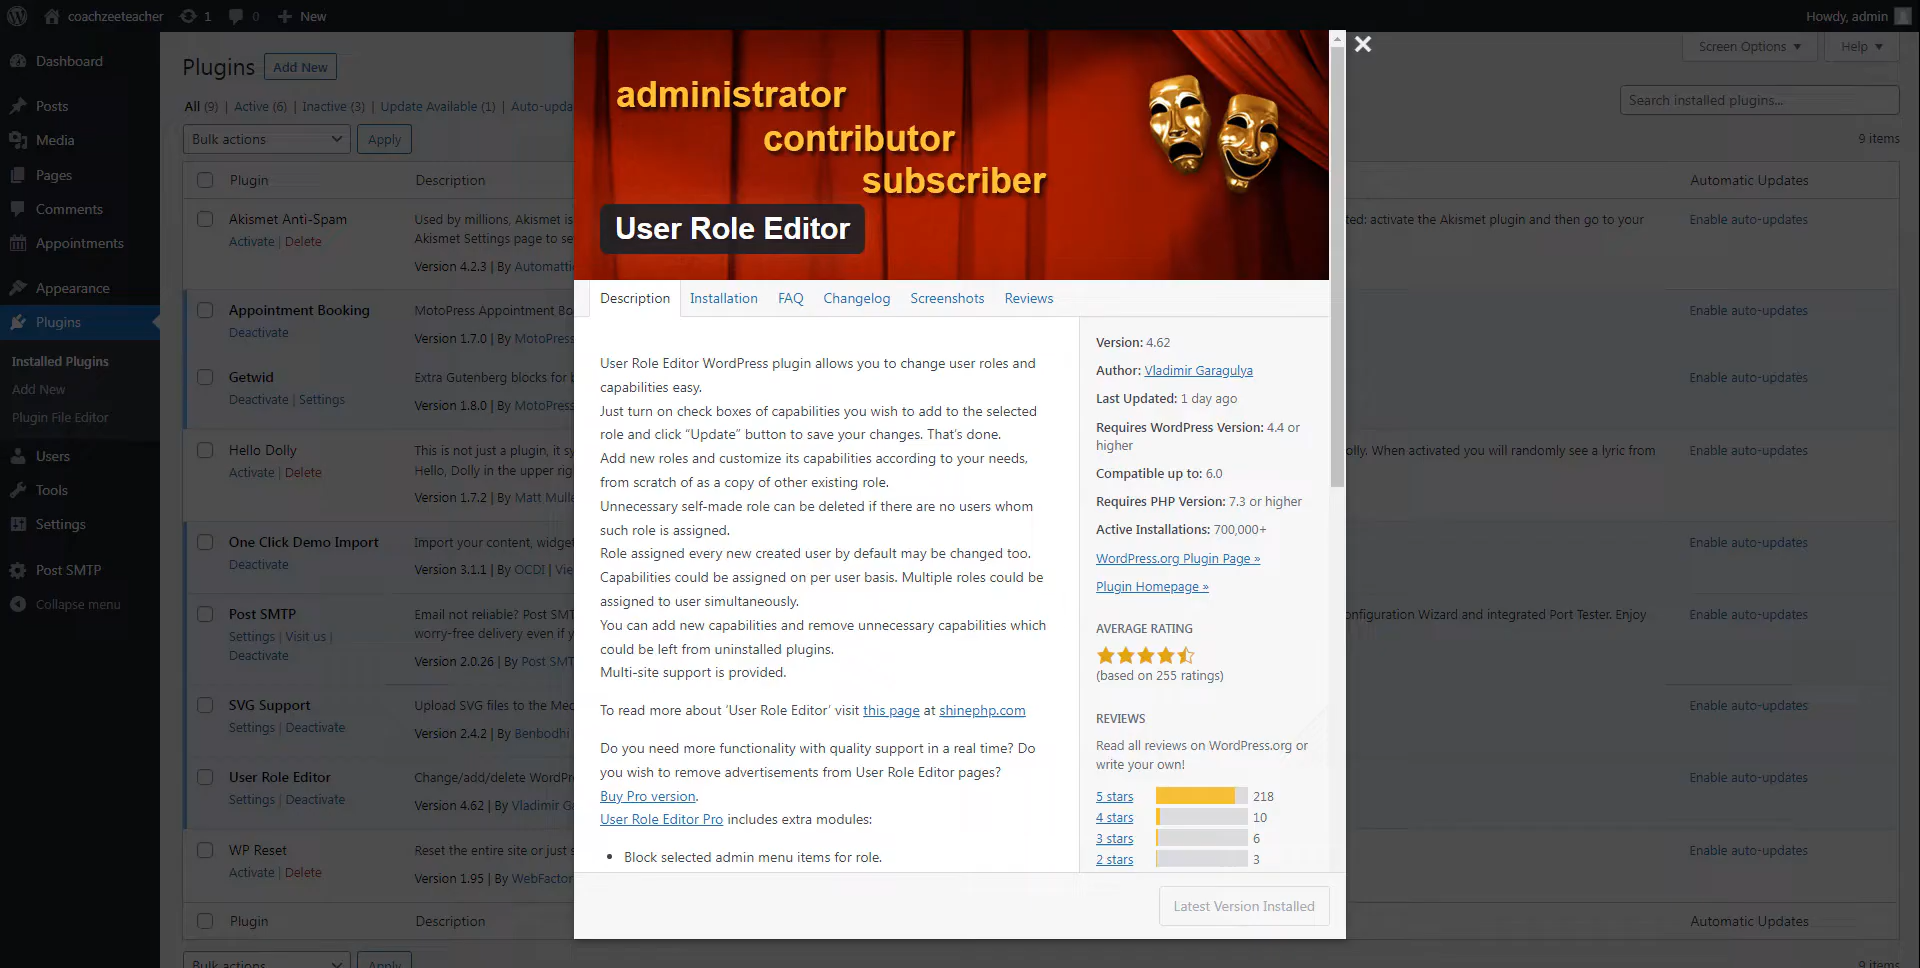 coachzeeteacher
1
0
New
Howdy, admin
Dashboard
Posts
Media
Pages
Comments
Appointments
Appearance
Plugins
Installed Plugins
Add New
Plugin File Editor
Users
Tools
Settings
Post SMTP
Collapse menu
Plugins Add New
Screen Options
Help
All (9) | Active (6) | Inactive (3) | Update Available (1) |
Search installed plugins...
Bulk actions
Apply
9 items
Plugin Description Automatic Updates
Akismet Anti-Spam
Activate | Delete
Used by millions, Akismet is
Akismet Settings page to
Version 4.2.3 | By
activate the Akismet plugin and then go to your
Enable auto-updates
Appointment Booking
Deactivate
MotoPress Appointment
Version 1.7.0 | By MotoPress
Enable auto-updates
Getwid
Deactivate | Settings
Extra Gutenberg blocks for
Version 1.8.0 | By MotoPress
Enable auto-updates
Hello Dolly
Activate | Delete
This is not just a plugin, it
Hello, Dolly in the upper
Version 1.7.2 | By Matt
When activated you will randomly see a lyric from
Enable auto-updates
One Click Demo Import
Deactivate
Import your content,
Version 3.1.1 | By OCDI |
Enable auto-updates
Post SMTP
Settings | Visit us |
Deactivate
Email not reliable? Post
worry-free delivery even if
Version 2.0.26 | By Post
Wizard and integrated Port Tester. Enjoy
Enable auto-updates
SVG Support
Settings | Deactivate
Upload SVG files to the
Version 2.4.2 | By Benbodhi
Enable auto-updates
User Role Editor
Settings | Deactivate
Change/add/delete
Version 4.62 | By Vladimir
Enable auto-updates
WP Reset
Activate | Delete
Reset the entire site or just
Version 1.95 | By
Enable auto-updates
Plugin Description Automatic Updates
Bulk actions
Apply
9 items
administrator
contributor
subscriber
User Role Editor
Description Installation FAQ Changelog Screenshots Reviews
User Role Editor WordPress plugin allows you to change user roles and
capabilities easy.
Just turn on check boxes of capabilities you wish to add to the selected
role and click “Update” button to save your changes. That’s done.
Add new roles and customize its capabilities according to your needs,
from scratch of as a copy of other existing role.
Unnecessary self-made role can be deleted if there are no users whom
such role is assigned.
Role assigned every new created user by default may be changed too.
Capabilities could be assigned on per user basis. Multiple roles could be
assigned to user simultaneously.
You can add new capabilities and remove unnecessary capabilities which
could be left from uninstalled plugins.
Multi-site support is provided.
To read more about ‘User Role Editor’ visit this page at shinephp.com
Do you need more functionality with quality support in a real time? Do
you wish to remove advertisements from User Role Editor pages?
Buy Pro version.
User Role Editor Pro includes extra modules:
• Block selected admin menu items for role.
Version: 4.62
Author: Vladimir Garagulya
Last Updated: 1 day ago
Requires WordPress Version: 4.4 or
higher
Compatible up to: 6.0
Requires PHP Version: 7.3 or higher
Active Installations: 700,000+
WordPress.org Plugin Page »
Plugin Homepage »
AVERAGE RATING
(based on 255 ratings)
REVIEWS
Read all reviews on WordPress.org or
write your own!
5 stars 218
4 stars 10
3 stars 6
2 stars 3
Latest Version Installed